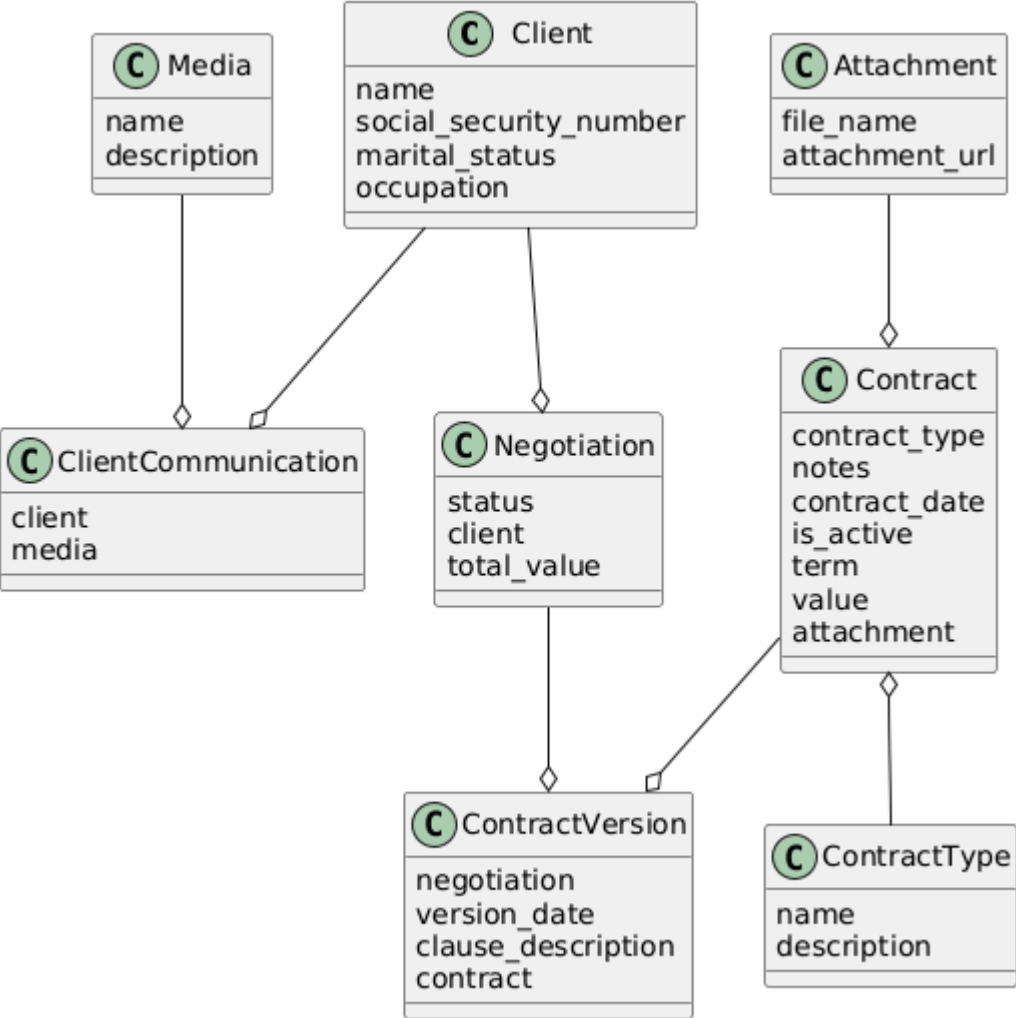 C Media
name
description
C Client
name
social_security_number
marital_status
occupation
C Attachment
file_name
attachment_url
C ClientCommunication
client
media
C Negotiation
status
client
total_value
C Contract
contract_type
notes
contract_date
is_active
term
value
attachment
C ContractVersion
negotiation
version_date
clause_description
contract
C ContractType
name
description